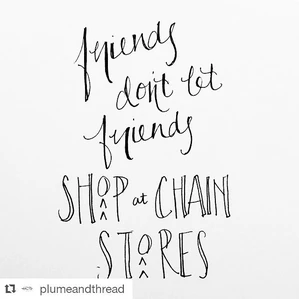 friends
don't let
friends
SHOP at CHAIN
STORES
plumeandthread